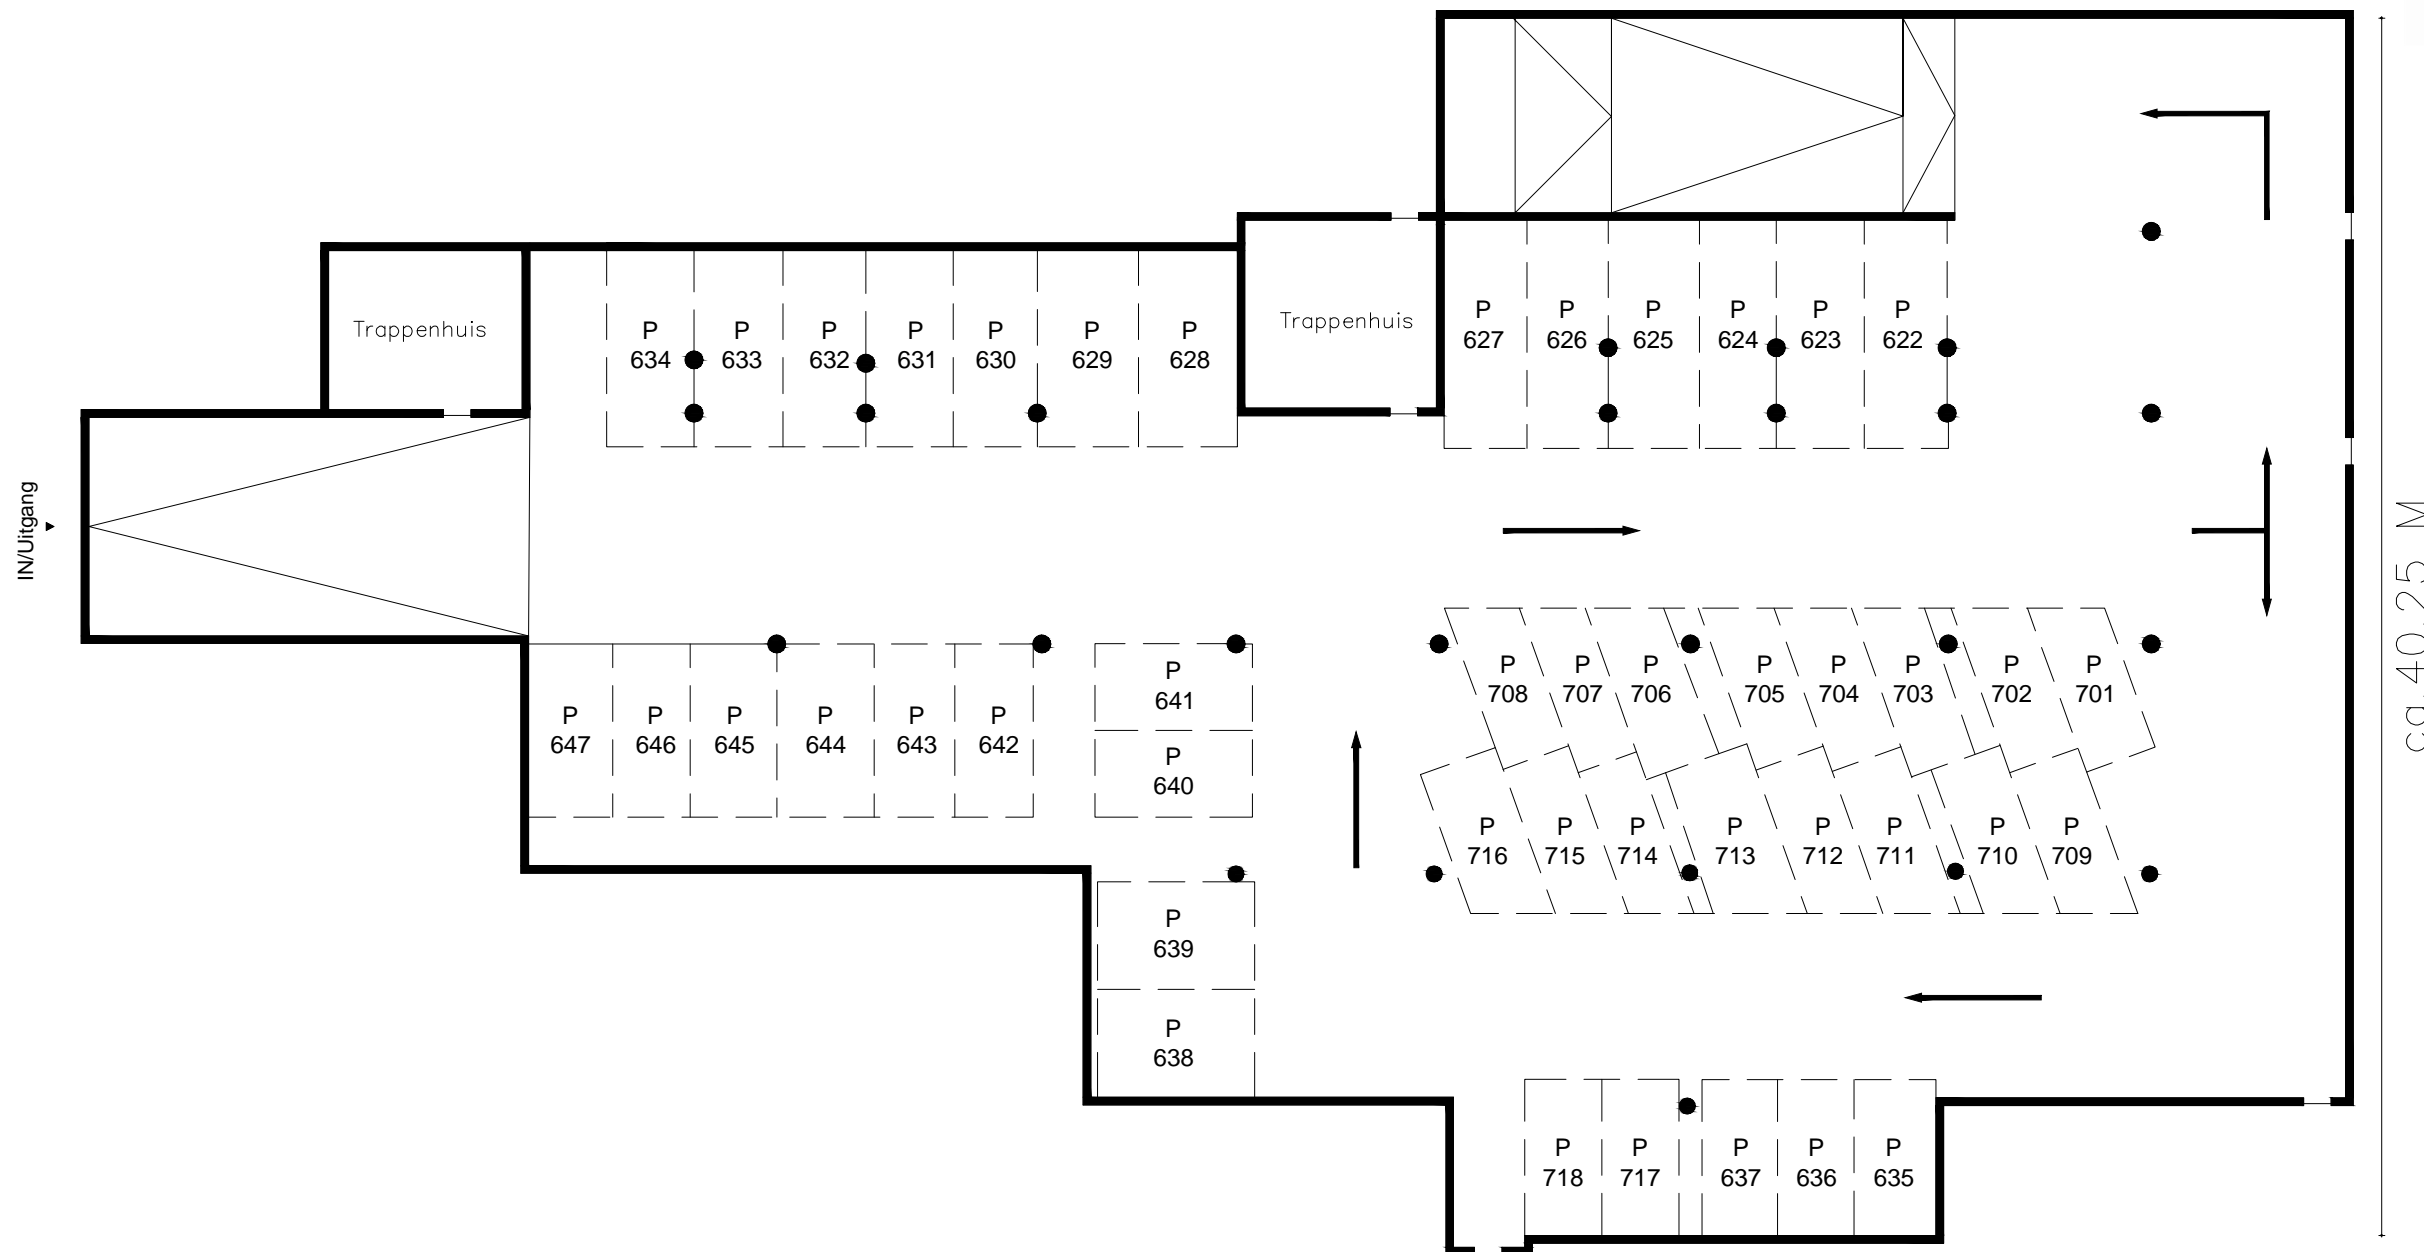 Trappenhuis
P
634
P
633
P
632
P
631
P
630
P
629
P
628
Trappenhuis
P
627
P
626
P
625
P
624
P
623
P
622
IN/Uitgang
ca.40.25 M
P
647
P
646
P
645
P
644
P
643
P
642
P
641
P
640
P
639
P
638
P
708
P
707
P
706
P
705
P
704
P
703
P
702
P
701
P
716
P
715
P
714
P
713
P
712
P
711
P
710
P
709
P
718
P
717
P
637
P
636
P
635